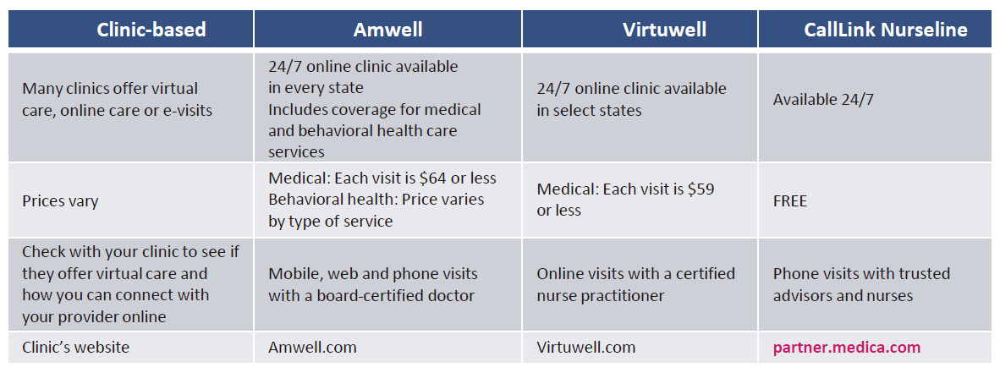 Clinic-based
Amwell
Virtuwell
CallLink Nurseline
Many clinics offer virtual
care, online care or e-visits
24/7 online clinic available
in every state
Includes coverage for medical
and behavioral health care
services
24/7 online clinic available
in select states
Available 24/7
Prices vary
Medical: Each visit is $64 or less
Behavioral health: Price varies
by type of service
Medical: Each visit is $59
or less
FREE
Check with your clinic to see if
they offer virtual care and
how you can connect with
your provider online
Mobile, web and phone visits
with a board-certified doctor
Online visits with a certified
nurse practitioner
Phone visits with trusted
advisors and nurses
Clinic’s website
Amwell.com
Virtuwell.com
partner.medica.com